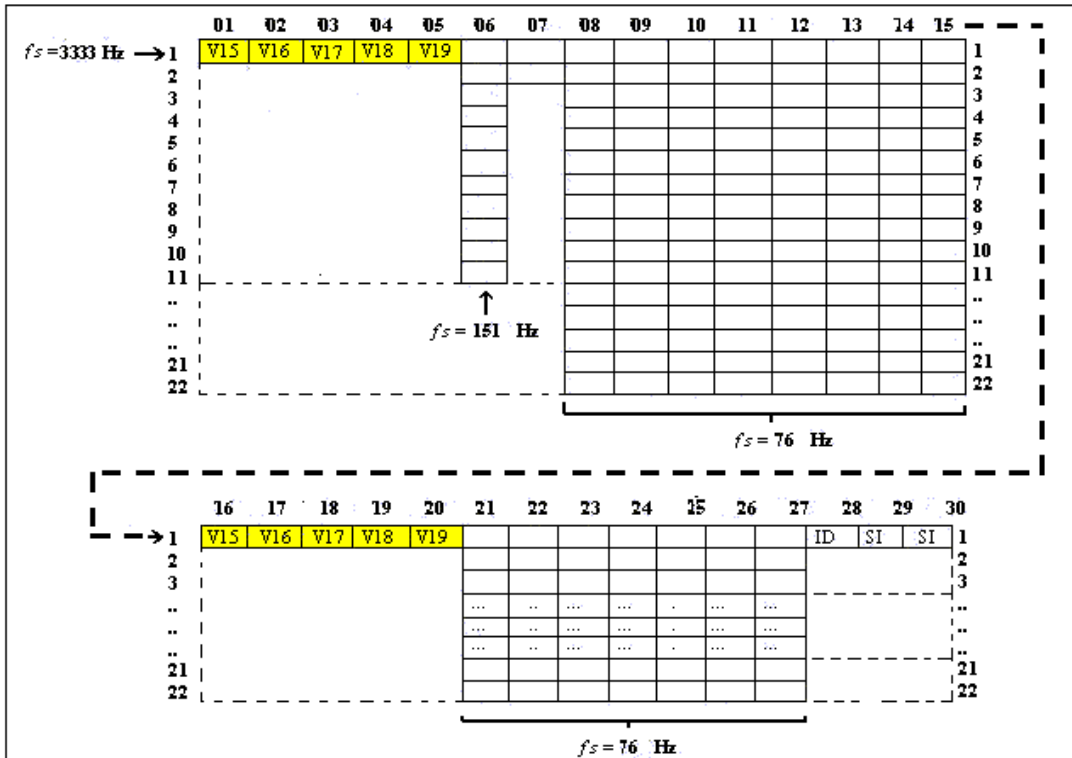 01 02 03 04 05 06 07 08 09 10 11 12 13 14 15
fs =3333 Hz 1 V15 V16 V17 V18 V19 1
2 2
3 3
4 4
5 5
6 6
7 7
8 8
9 9
10 10
11 11
.. ..
.. ..
.. ..
21 21
22 22
fs = 151 Hz
fs = 76 Hz
16 17 18 19 20 21 22 23 24 25 26 27 28 29 30
1 V15 V16 V17 V18 V19 ID SI SI 1
2 2
3 3
.. ... .. ... ... . ... ... ..
.. ... .. ... ... . ... ... ..
.. ... .. ... ... . ... ... ..
21 21
22 22
fs = 76 Hz